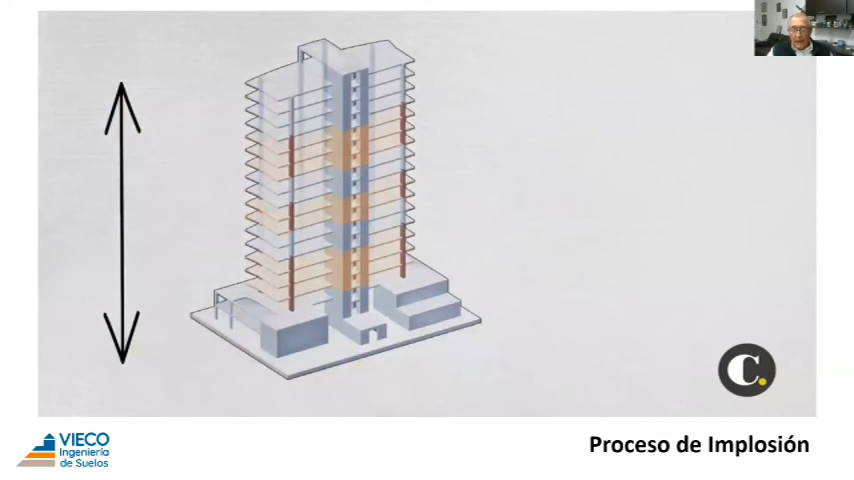 C.
VIECO
Ingeniería
de Suelos
Proceso de Implosión